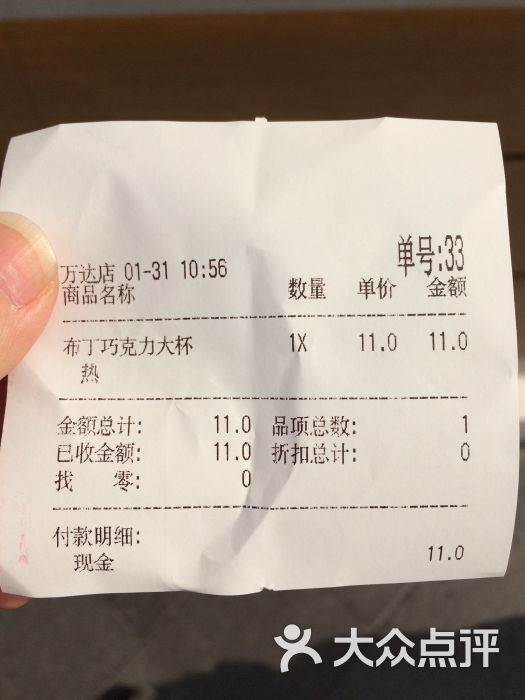 单号:33
万达店 01-31 10:56
商品名称 数量 单价 金额
布丁巧克力大杯 1X 11.0 11.0
热
金额总计: 11.0 品项总数: 1
已收金额: 11.0 折扣总计: 0
找 零: 0
付款明细:
现金 11.0
大众点评